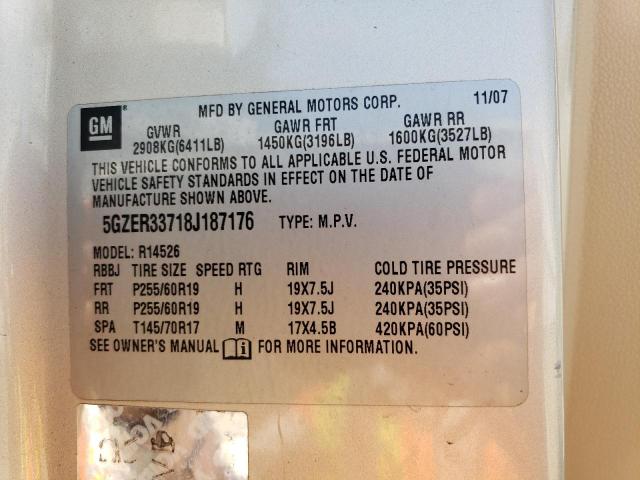 MFD BY GENERAL MOTORS CORP. 11/07
GM
GVWR GAWR FRT GAWR RR
2908KG(6411LB) 1450KG(3196LB) 1600KG(3527LB)
THIS VEHICLE CONFORMS TO ALL APPLICABLE U.S. FEDERAL MOTOR
VEHICLE SAFETY STANDARDS IN EFFECT ON THE DATE OF
MANUFACTURE SHOWN ABOVE.
5GZER33718J187176 TYPE: M.P.V.
MODEL: R14526
RBBJ TIRE SIZE SPEED RTG RIM COLD TIRE PRESSURE
FRT P255/60R19 H 19X7.5J 240KPA(35PSI)
RR P255/60R19 H 19X7.5J 240KPA(35PSI)
SPA T145/70R17 M 17X4.5B 420KPA(60PSI)
SEE OWNER'S MANUAL FOR MORE INFORMATION.